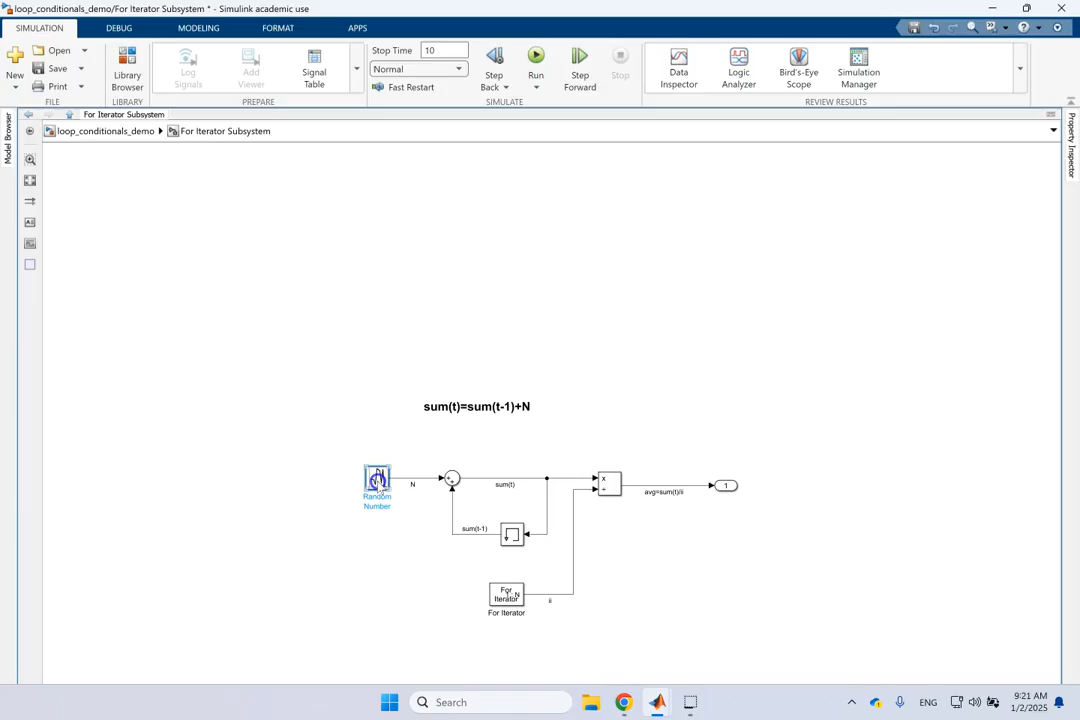 loop_conditionals_demo/For Iterator Subsystem * - Simulink academic use
SIMULATION DEBUG MODELING FORMAT APPS
New Open Save Print
FILE
Library Browser
LIBRARY
Log Signals Add Viewer Signal Table
PREPARE
Stop Time 10
Normal
Fast Restart
Step Back Run Step Forward Stop
SIMULATE
Data Inspector Logic Analyzer Bird's-Eye Scope Simulation Manager
REVIEW RESULTS
For Iterator Subsystem
loop_conditionals_demo For Iterator Subsystem
Model Browser
Property Inspector
sum(t)=sum(t-1)+N
Random Number
N
sum(t)
avg=sum(t)/ii
1
sum(t-1)
For Iterator
For Iterator
ii
Search
ENG
9:21 AM
1/2/2025